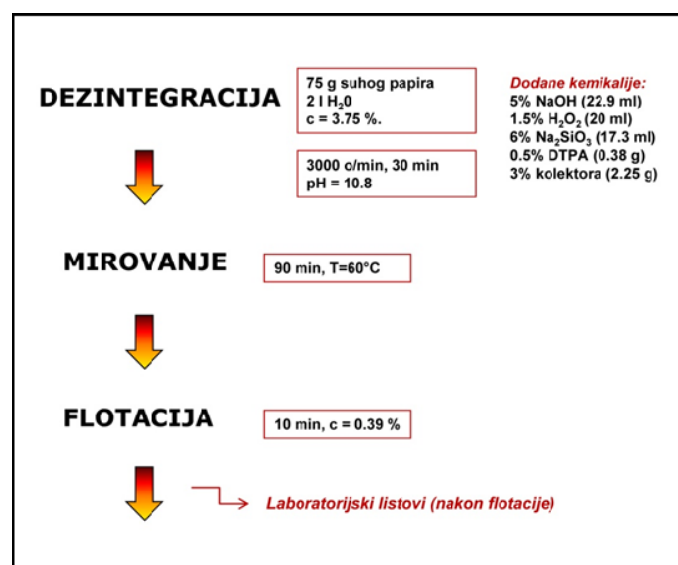 DEZINTEGRACIJA
75 g suhog papira
2 l H₂0
c = 3.75 %.
3000 o/min, 30 min
pH = 10.8
Dodane kemikalije:
5% NaOH (22.9 ml)
1.5% H₂O₂ (20 ml)
6% Na₂SiO₃ (17.3 ml)
0.5% DTPA (0.38 g)
3% kolektora (2.25 g)
MIROVANJE
90 min, T=60°C
FLOTACIJA
10 min, c = 0.39 %
Laboratorijski listovi (nakon flotacije)